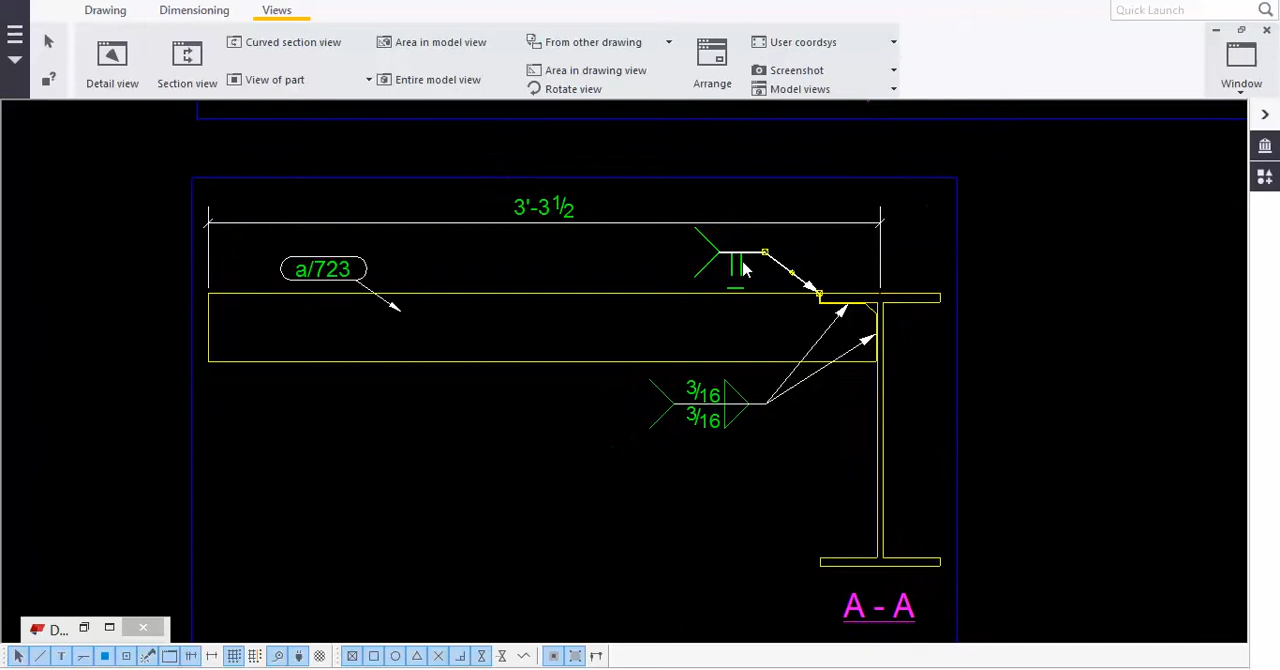 Drawing
Dimensioning
Views
Quick Launch
Detail view
Section view
Curved section view
View of part
Area in model view
Entire model view
From other drawing
Area in drawing view
Rotate view
Arrange
User coordsys
Screenshot
Model views
Window
3'-3 1/2
a/723
3/16
3/16
A - A
D...